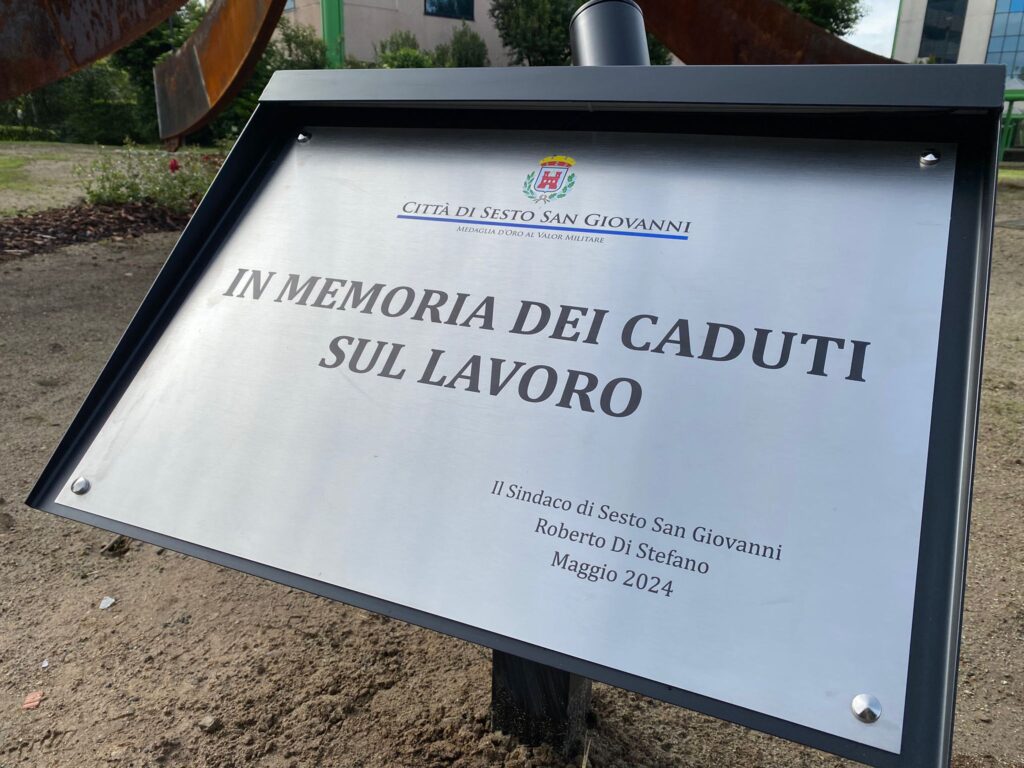 CITTÀ DI SESTO SAN GIOVANNI
MEDAGLIA D'ORO AL VALOR MILITARE
IN MEMORIA DEI CADUTI
SUL LAVORO
Il Sindaco di Sesto San Giovanni
Roberto Di Stefano
Maggio 2024